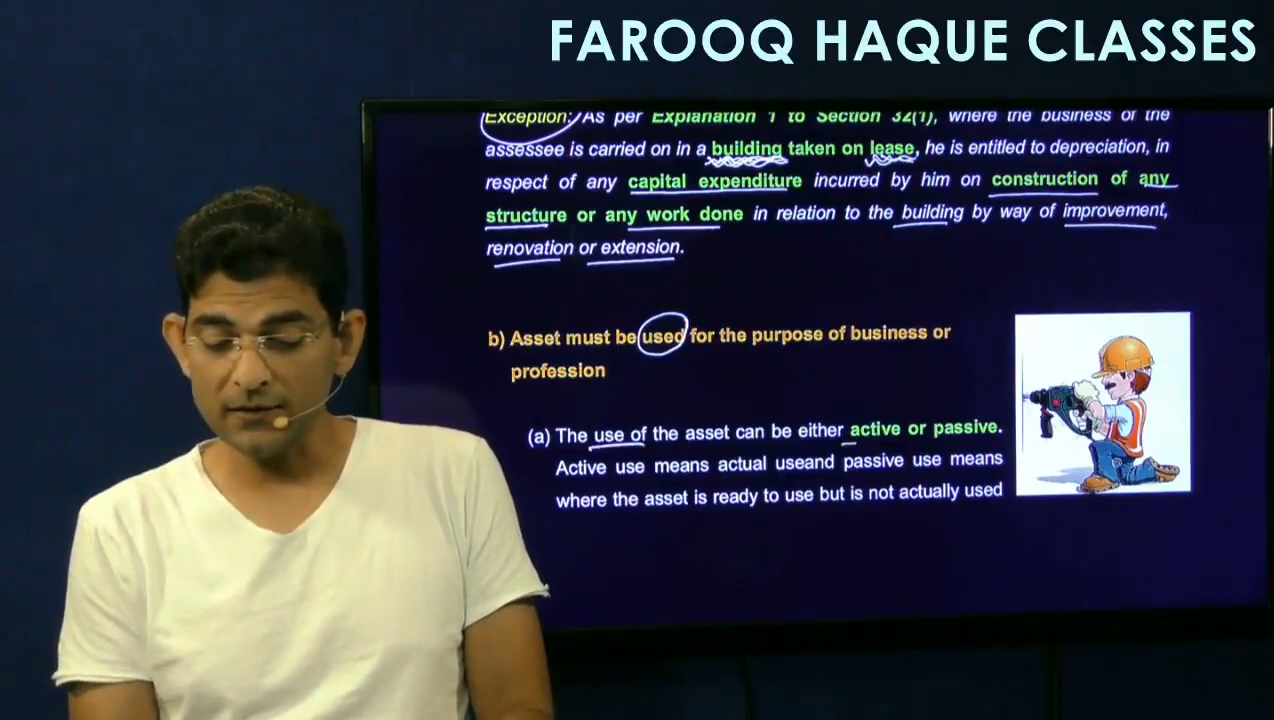 FAROOQ HAQUE CLASSES
Exception: As per Explanation 1 to Section 32(1), where the business of the
assessee is carried on in a building taken on lease, he is entitled to depreciation, in
respect of any capital expenditure incurred by him on construction of any
structure or any work done in relation to the building by way of improvement,
renovation or extension.
b) Asset must be used for the purpose of business or
profession
(a) The use of the asset can be either active or passive.
Active use means actual useand passive use means
where the asset is ready to use but is not actually used